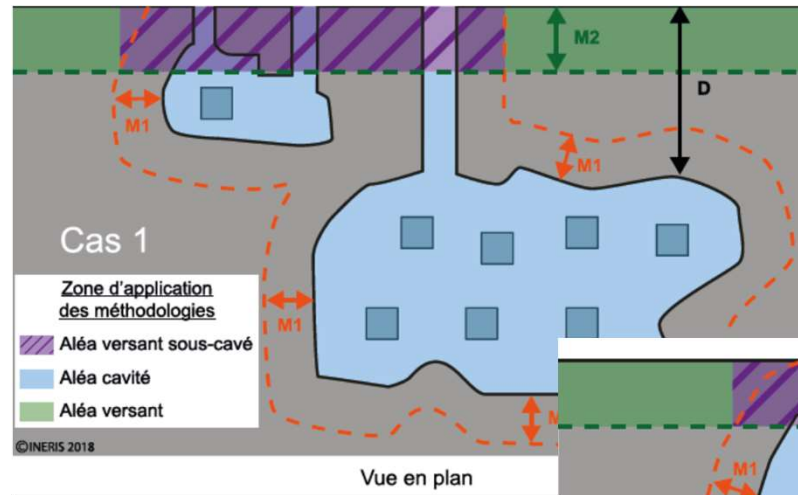 M2
D
M1
M1
Cas 1
M1
Zone d'application
des méthodologies
Aléa versant sous-cavé
Aléa cavité
Aléa versant
©INERIS 2018
Vue en plan
M1